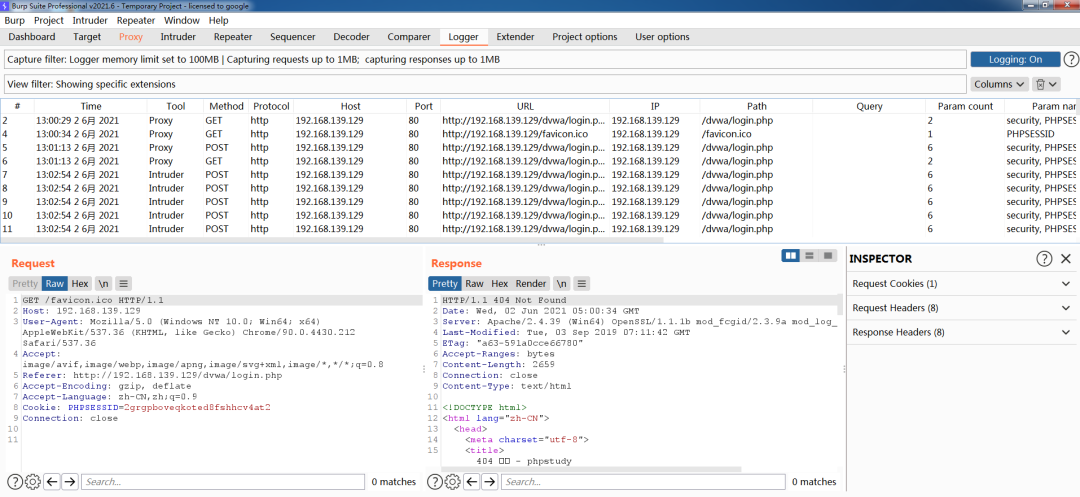 Burp Suite Professional v2021.6 - Temporary Project - licensed to google
Burp Project Intruder Repeater Window Help
Dashboard Target Proxy Intruder Repeater Sequencer Decoder Comparer Logger Extender Project options User options
Capture filter: Logger memory limit set to 100MB | Capturing requests up to 1MB; capturing responses up to 1MB
Logging: On
View filter: Showing specific extensions
Columns
# Time Tool Method Protocol Host Port URL IP Path Query Param count Param na
2 13:00:29 2 6月 2021 Proxy GET http 192.168.139.129 80 http://192.168.139.129/dvwa/login.p... 192.168.139.129 /dvwa/login.php 2 security, PHPSES
4 13:00:34 2 6月 2021 Proxy GET http 192.168.139.129 80 http://192.168.139.129/favicon.ico 192.168.139.129 /favicon.ico 1 PHPSESSID
5 13:01:13 2 6月 2021 Proxy POST http 192.168.139.129 80 http://192.168.139.129/dvwa/login.p... 192.168.139.129 /dvwa/login.php 6 security, PHPSES
6 13:01:13 2 6月 2021 Proxy GET http 192.168.139.129 80 http://192.168.139.129/dvwa/login.p... 192.168.139.129 /dvwa/login.php 2 security, PHPSES
7 13:02:54 2 6月 2021 Intruder POST http 192.168.139.129 80 http://192.168.139.129/dvwa/login.p... 192.168.139.129 /dvwa/login.php 6 security, PHPSES
8 13:02:54 2 6月 2021 Intruder POST http 192.168.139.129 80 http://192.168.139.129/dvwa/login.p... 192.168.139.129 /dvwa/login.php 6 security, PHPSES
9 13:02:54 2 6月 2021 Intruder POST http 192.168.139.129 80 http://192.168.139.129/dvwa/login.p... 192.168.139.129 /dvwa/login.php 6 security, PHPSES
10 13:02:54 2 6月 2021 Intruder POST http 192.168.139.129 80 http://192.168.139.129/dvwa/login.p... 192.168.139.129 /dvwa/login.php 6 security, PHPSES
11 13:02:54 2 6月 2021 Intruder POST http 192.168.139.129 80 http://192.168.139.129/dvwa/login.p... 192.168.139.129 /dvwa/login.php 6 security, PHPSES
Request
Pretty Raw Hex \n
1 GET /favicon.ico HTTP/1.1
2 Host: 192.168.139.129
3 User-Agent: Mozilla/5.0 (Windows NT 10.0; Win64; x64)
AppleWebKit/537.36 (KHTML, like Gecko) Chrome/90.0.4430.212
Safari/537.36
4 Accept:
image/avif,image/webp,image/apng,image/svg+xml,image/*,*/*;q=0.8
5 Referer: http://192.168.139.129/dvwa/login.php
6 Accept-Encoding: gzip, deflate
7 Accept-Language: zh-CN,zh;q=0.9
8 Cookie: PHPSESSID=2grgpboveqkoted8fshhcv4at2
9 Connection: close
10
11
Search...
0 matches
Response
Pretty Raw Hex Render \n
1 HTTP/1.1 404 Not Found
2 Date: Wed, 02 Jun 2021 05:00:34 GMT
3 Server: Apache/2.4.39 (Win64) OpenSSL/1.1.1b mod_fcgid/2.3.9a mod_log_
4 Last-Modified: Tue, 03 Sep 2019 07:11:42 GMT
5 ETag: "a63-591a0cce66780"
6 Accept-Ranges: bytes
7 Content-Length: 2659
8 Connection: close
9 Content-Type: text/html
10
11 <!DOCTYPE html>
12 <html lang="zh-CN">
13 <head>
14 <meta charset="utf-8">
15 <title>
404 □□ - phpstudy
Search...
0 matches
INSPECTOR
Request Cookies (1)
Request Headers (8)
Response Headers (8)